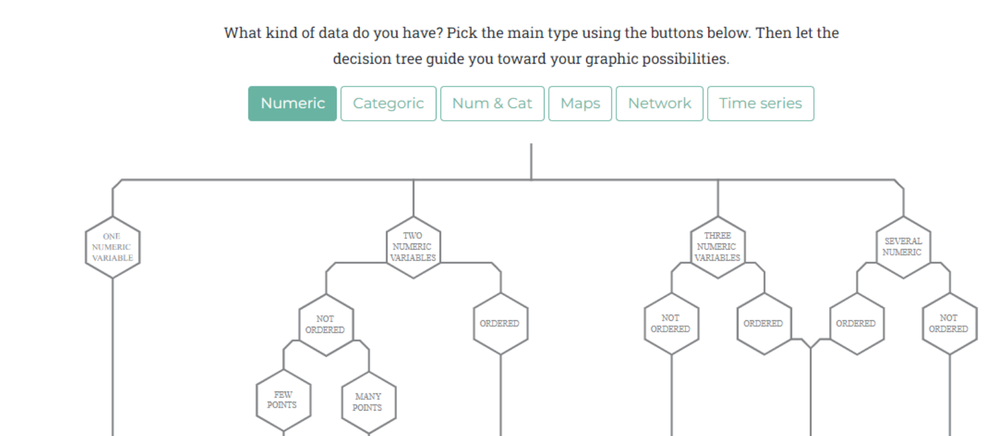 What kind of data do you have? Pick the main type using the buttons below. Then let the
decision tree guide you toward your graphic possibilities.
Numeric Categoric Num & Cat Maps Network Time series
ONE
NUMERIC
VARIABLE
TWO
NUMERIC
VARIABLES
THREE
NUMERIC
VARIABLES
SEVERAL
NUMERIC
NOT
ORDERED
ORDERED
NOT
ORDERED
ORDERED
ORDERED
NOT
ORDERED
FEW
POINTS
MANY
POINTS